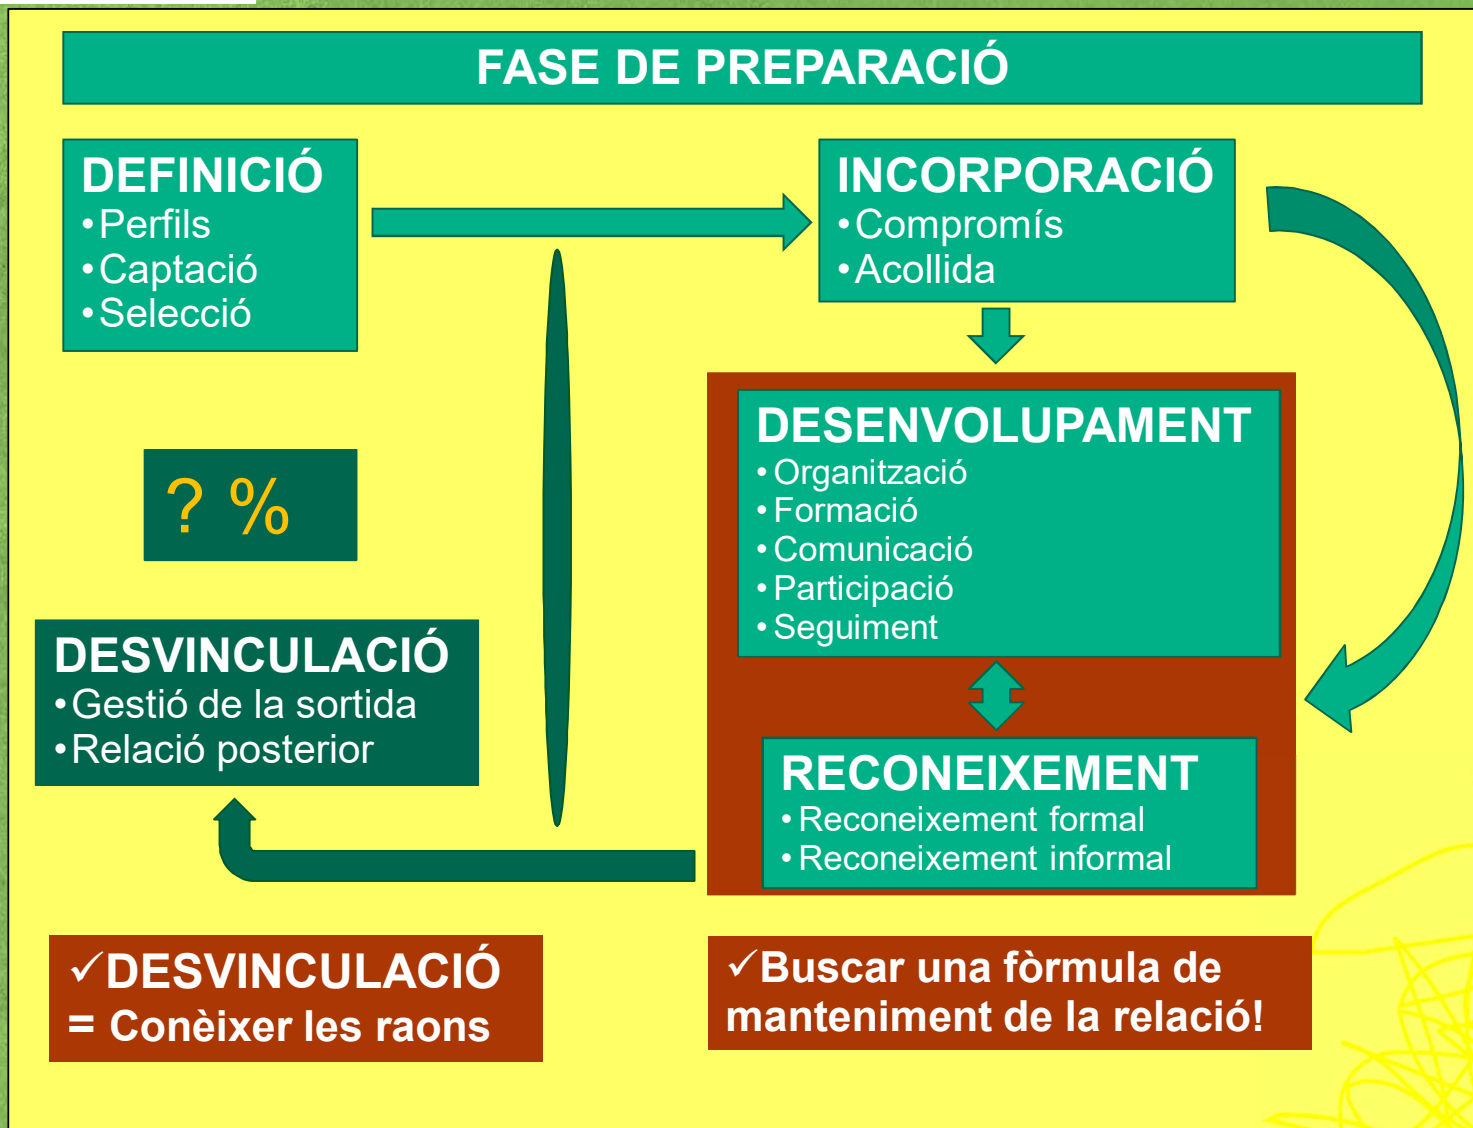 FASE DE PREPARACIÓ
DEFINICIÓ
•Perfils
•Captació
•Selecció
INCORPORACIÓ
•Compromís
•Acollida
DESENVOLUPAMENT
•Organització
•Formació
•Comunicació
•Participació
•Seguiment
? %
DESVINCULACIÓ
•Gestió de la sortida
•Relació posterior
RECONEIXEMENT
•Reconeixement formal
•Reconeixement informal
✓DESVINCULACIÓ
= Conèixer les raons
✓Buscar una fòrmula de
manteniment de la relació!